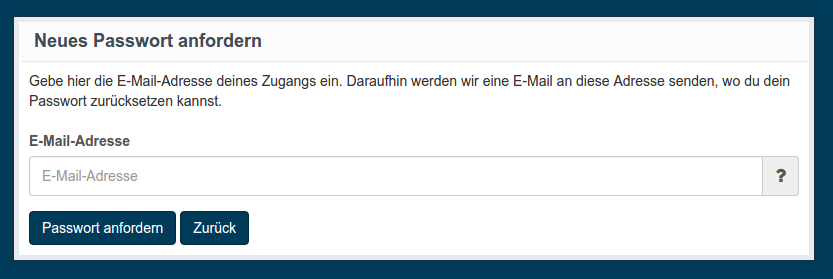 Neues Passwort anfordern
Gebe hier die E-Mail-Adresse deines Zugangs ein. Daraufhin werden wir eine E-Mail an diese Adresse senden, wo du dein
Passwort zurücksetzen kannst.
E-Mail-Adresse
E-Mail-Adresse ?
Passwort anfordern Zurück